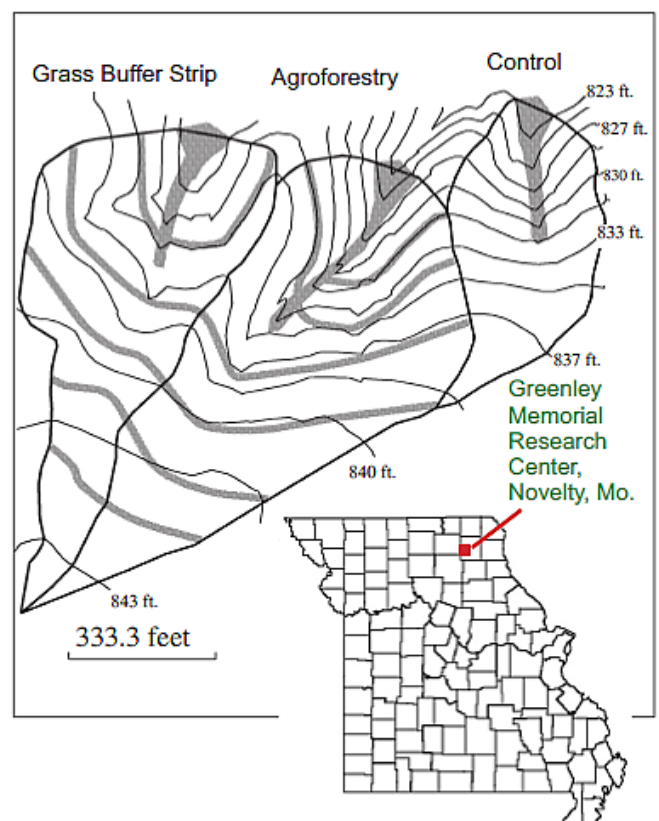 Grass Buffer Strip
Agroforestry
Control
823 ft.
827 ft.
830 ft.
833 ft.
837 ft.
Greenley
Memorial
Research
Center,
Novelty, Mo.
840 ft.
843 ft.
333.3 feet